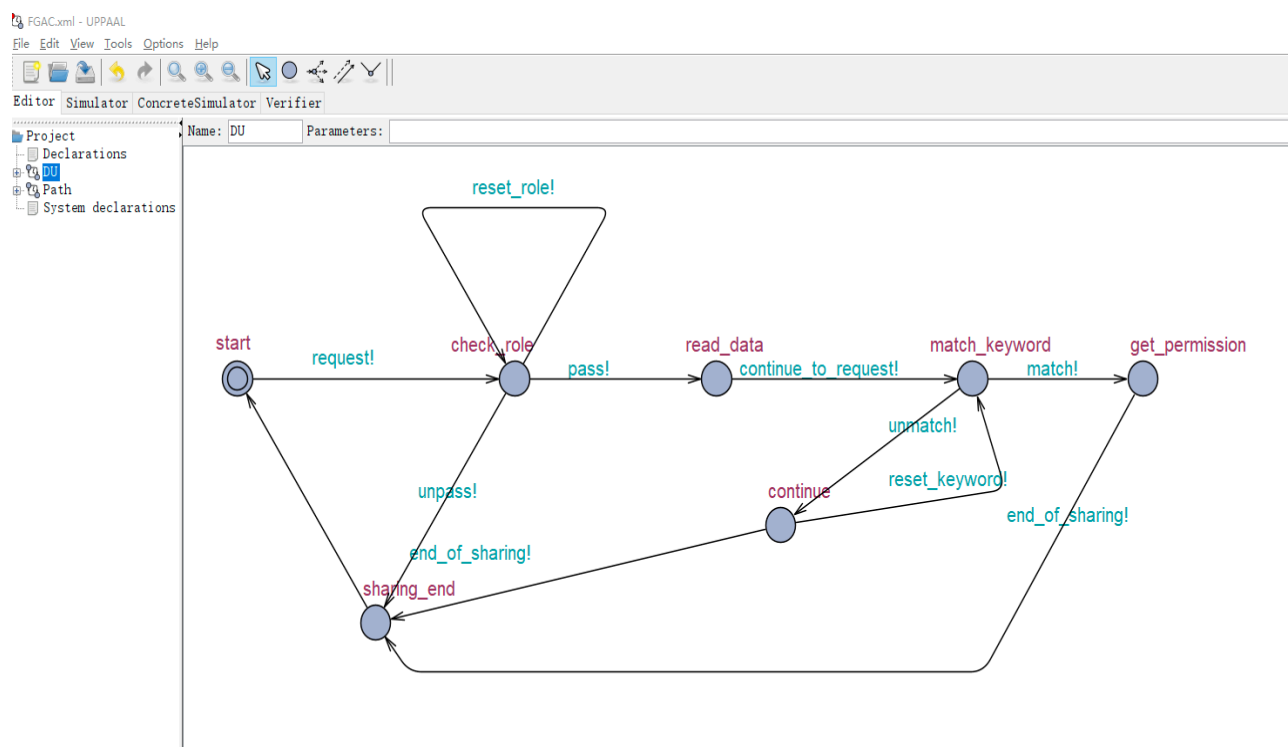 FGAC.xml - UPPAAL
File Edit View Tools Options Help
Editor Simulator ConcreteSimulator Verifier
Project
Declarations
DU
Path
System declarations
Name: DU Parameters:
reset_role!
start
request!
check_role
pass!
read_data
continue_to_request!
match_keyword
match!
get_permission
unmatch!
unpass!
continue
reset_keyword!
end_of_sharing!
end_of_sharing!
sharing_end